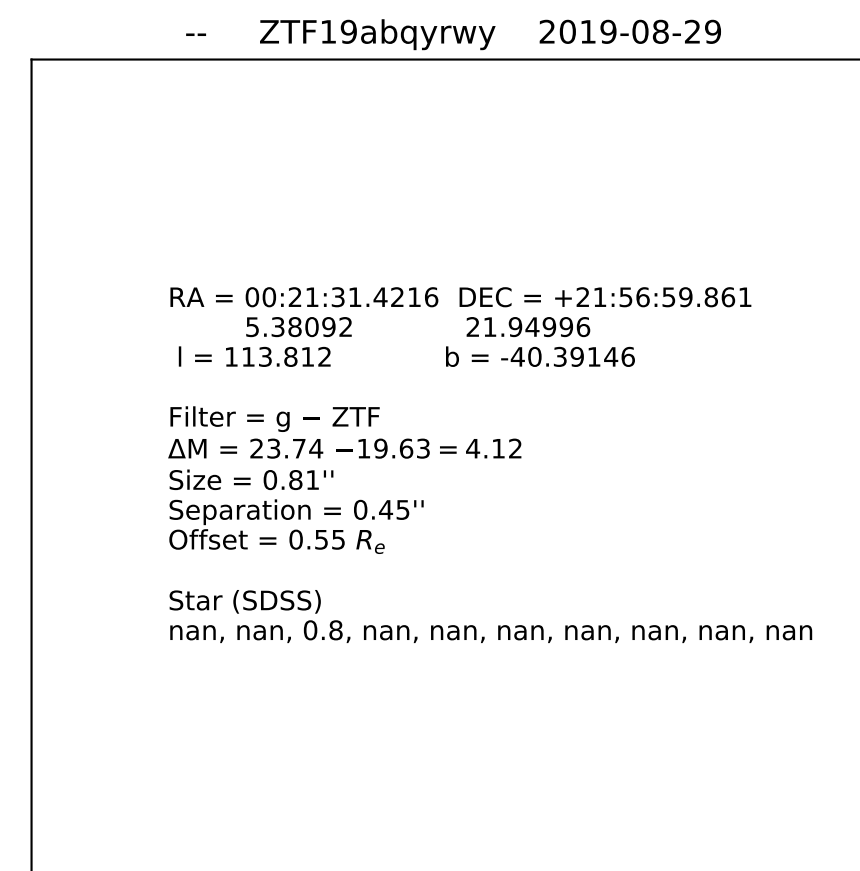 -- ZTF19abqyrwy 2019-08-29
RA = 00:21:31.4216 DEC = +21:56:59.861
5.38092 21.94996
l = 113.812 b = -40.39146
Filter = g − ZTF
ΔM = 23.74 −19.63 = 4.12
Size = 0.81''
Separation = 0.45''
Offset = 0.55 Re
Star (SDSS)
nan, nan, 0.8, nan, nan, nan, nan, nan, nan, nan